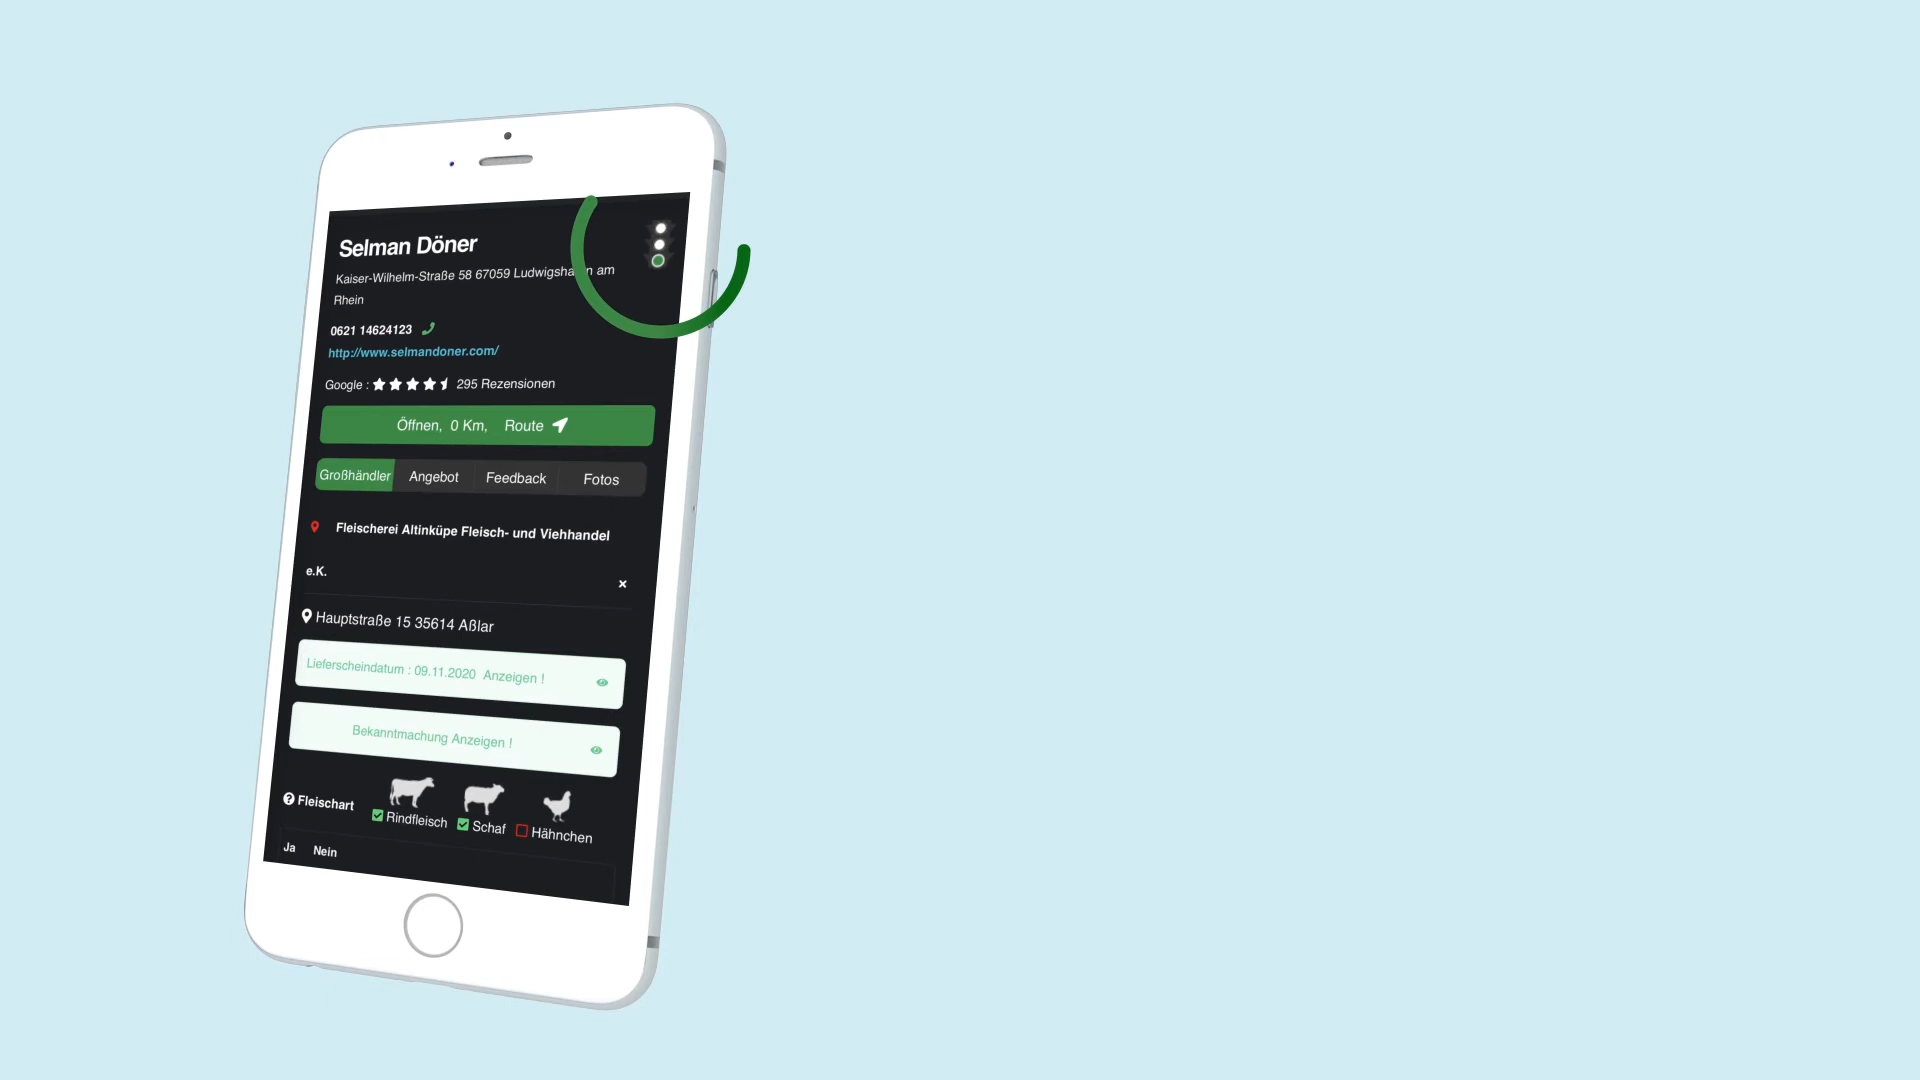 Selman Döner
Kaiser-Wilhelm-Straße 58 67059 Ludwigshafen am
Rhein
0621 14624123
http://www.selmandoner.com/
Google : 295 Rezensionen
Öffnen, 0 Km, Route
Großhändler Angebot Feedback Fotos
Fleischerei Altinküpe Fleisch- und Viehhandel
e.K.
Hauptstraße 15 35614 Aßlar
Lieferscheindatum : 09.11.2020 Anzeigen !
Bekanntmachung Anzeigen !
Fleischart
Rindfleisch Schaf Hähnchen
Ja Nein